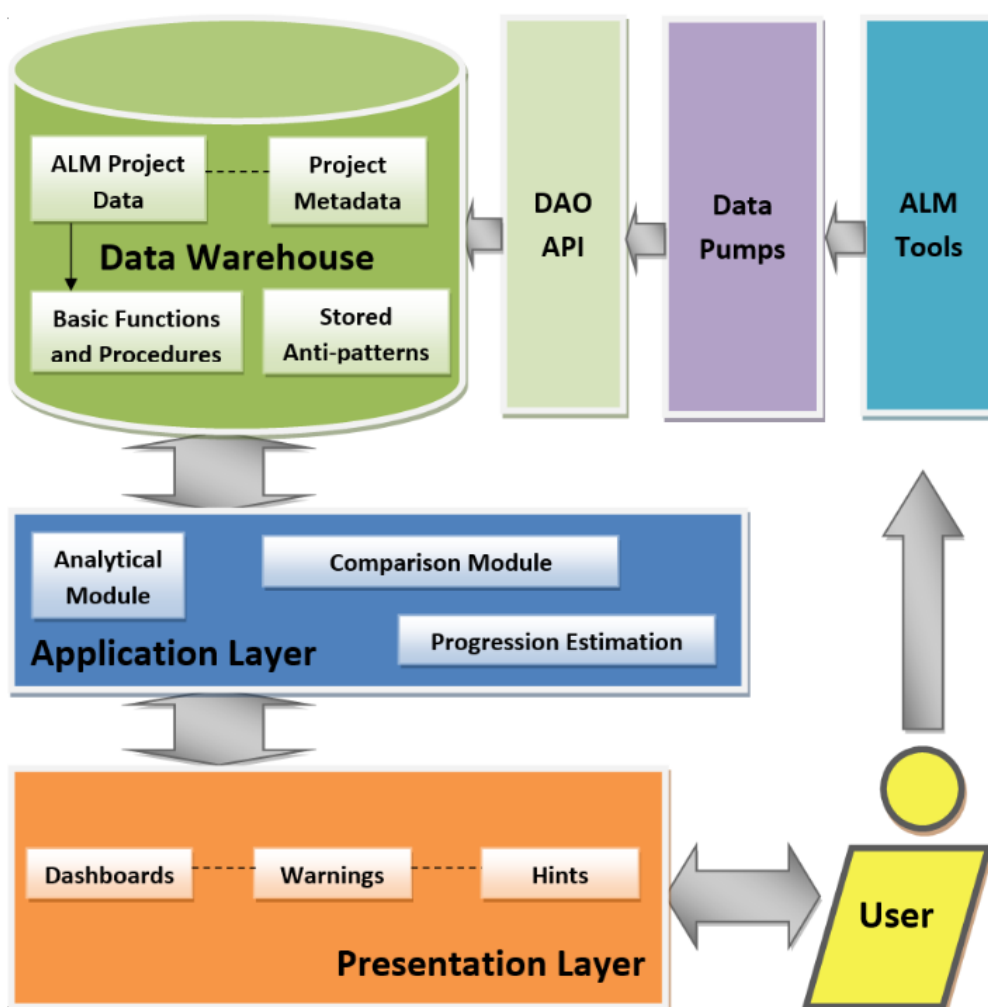 ALM Project
Data
Project
Metadata
Data Warehouse
Basic Functions
and Procedures
Stored
Anti-patterns
DAO
API
Data
Pumps
ALM
Tools
Analytical
Module
Comparison Module
Progression Estimation
Application Layer
Dashboards
Warnings
Hints
Presentation Layer
User